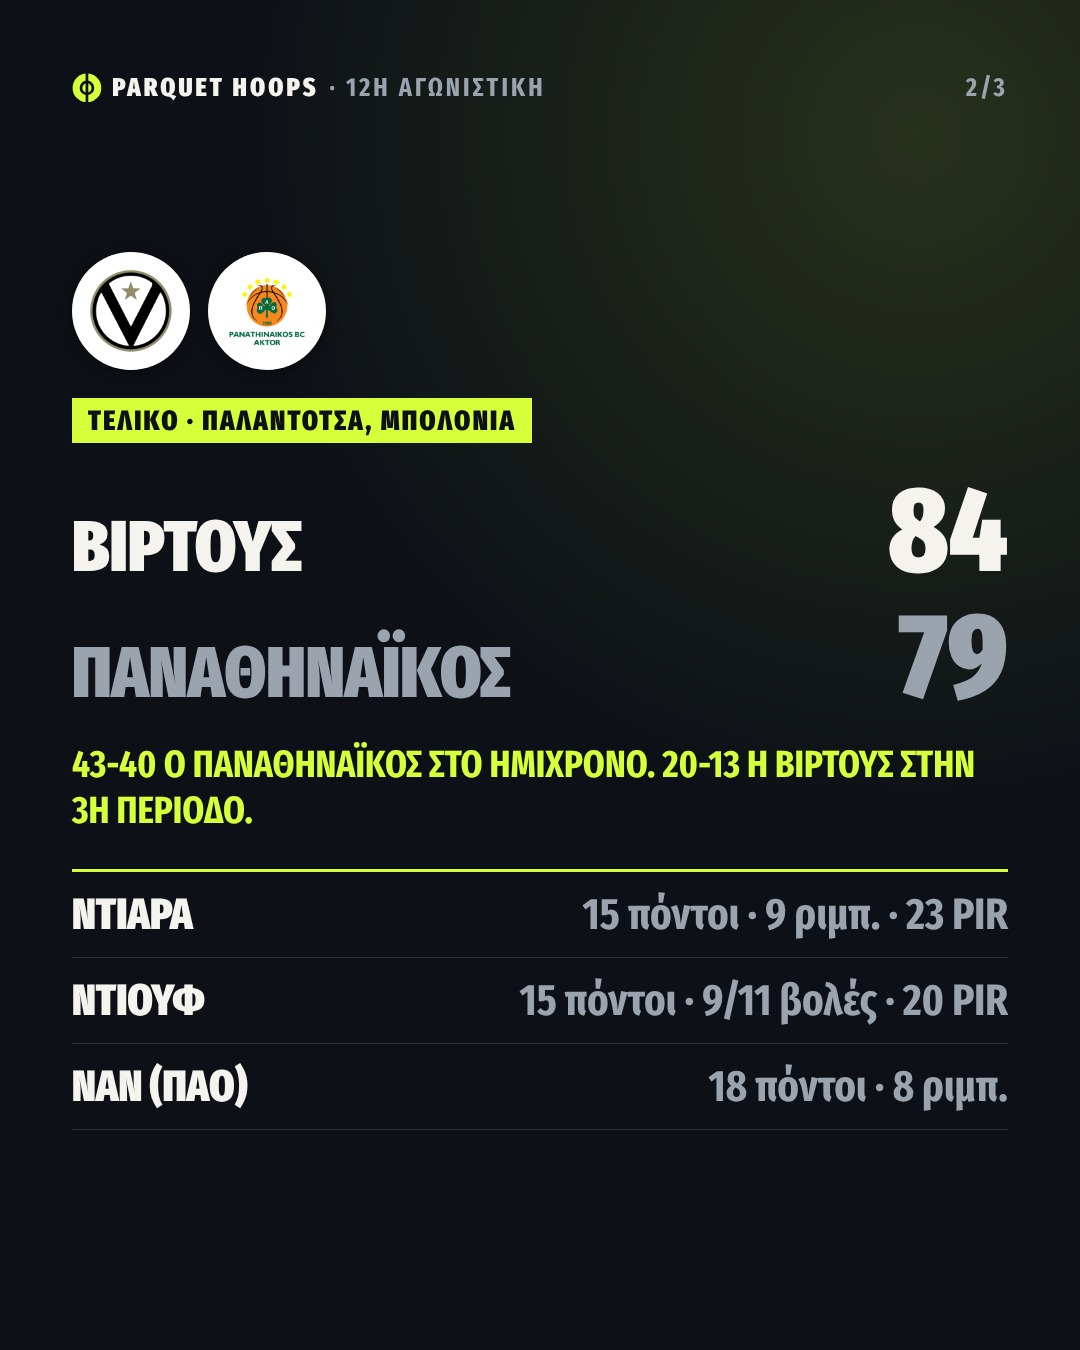 PARQUET HOOPS · 12Η ΑΓΩΝΙΣΤΙΚΗ 2/3
PANATHINAIKOS BC
AKTOR
ΤΕΛΙΚΟ · ΠΑΛΑΝΤΟΤΣΑ, ΜΠΟΛΟΝΙΑ
ΒΙΡΤΟΥΣ 84
ΠΑΝΑΘΗΝΑΪΚΟΣ 79
43-40 Ο ΠΑΝΑΘΗΝΑΪΚΟΣ ΣΤΟ ΗΜΙΧΡΟΝΟ. 20-13 Η ΒΙΡΤΟΥΣ ΣΤΗΝ
3Η ΠΕΡΙΟΔΟ.
ΝΤΙΑΡΑ 15 πόντοι · 9 ριμπ. · 23 PIR
ΝΤΙΟΥΦ 15 πόντοι · 9/11 βολές · 20 PIR
ΝΑΝ (ΠΑΟ) 18 πόντοι · 8 ριμπ.